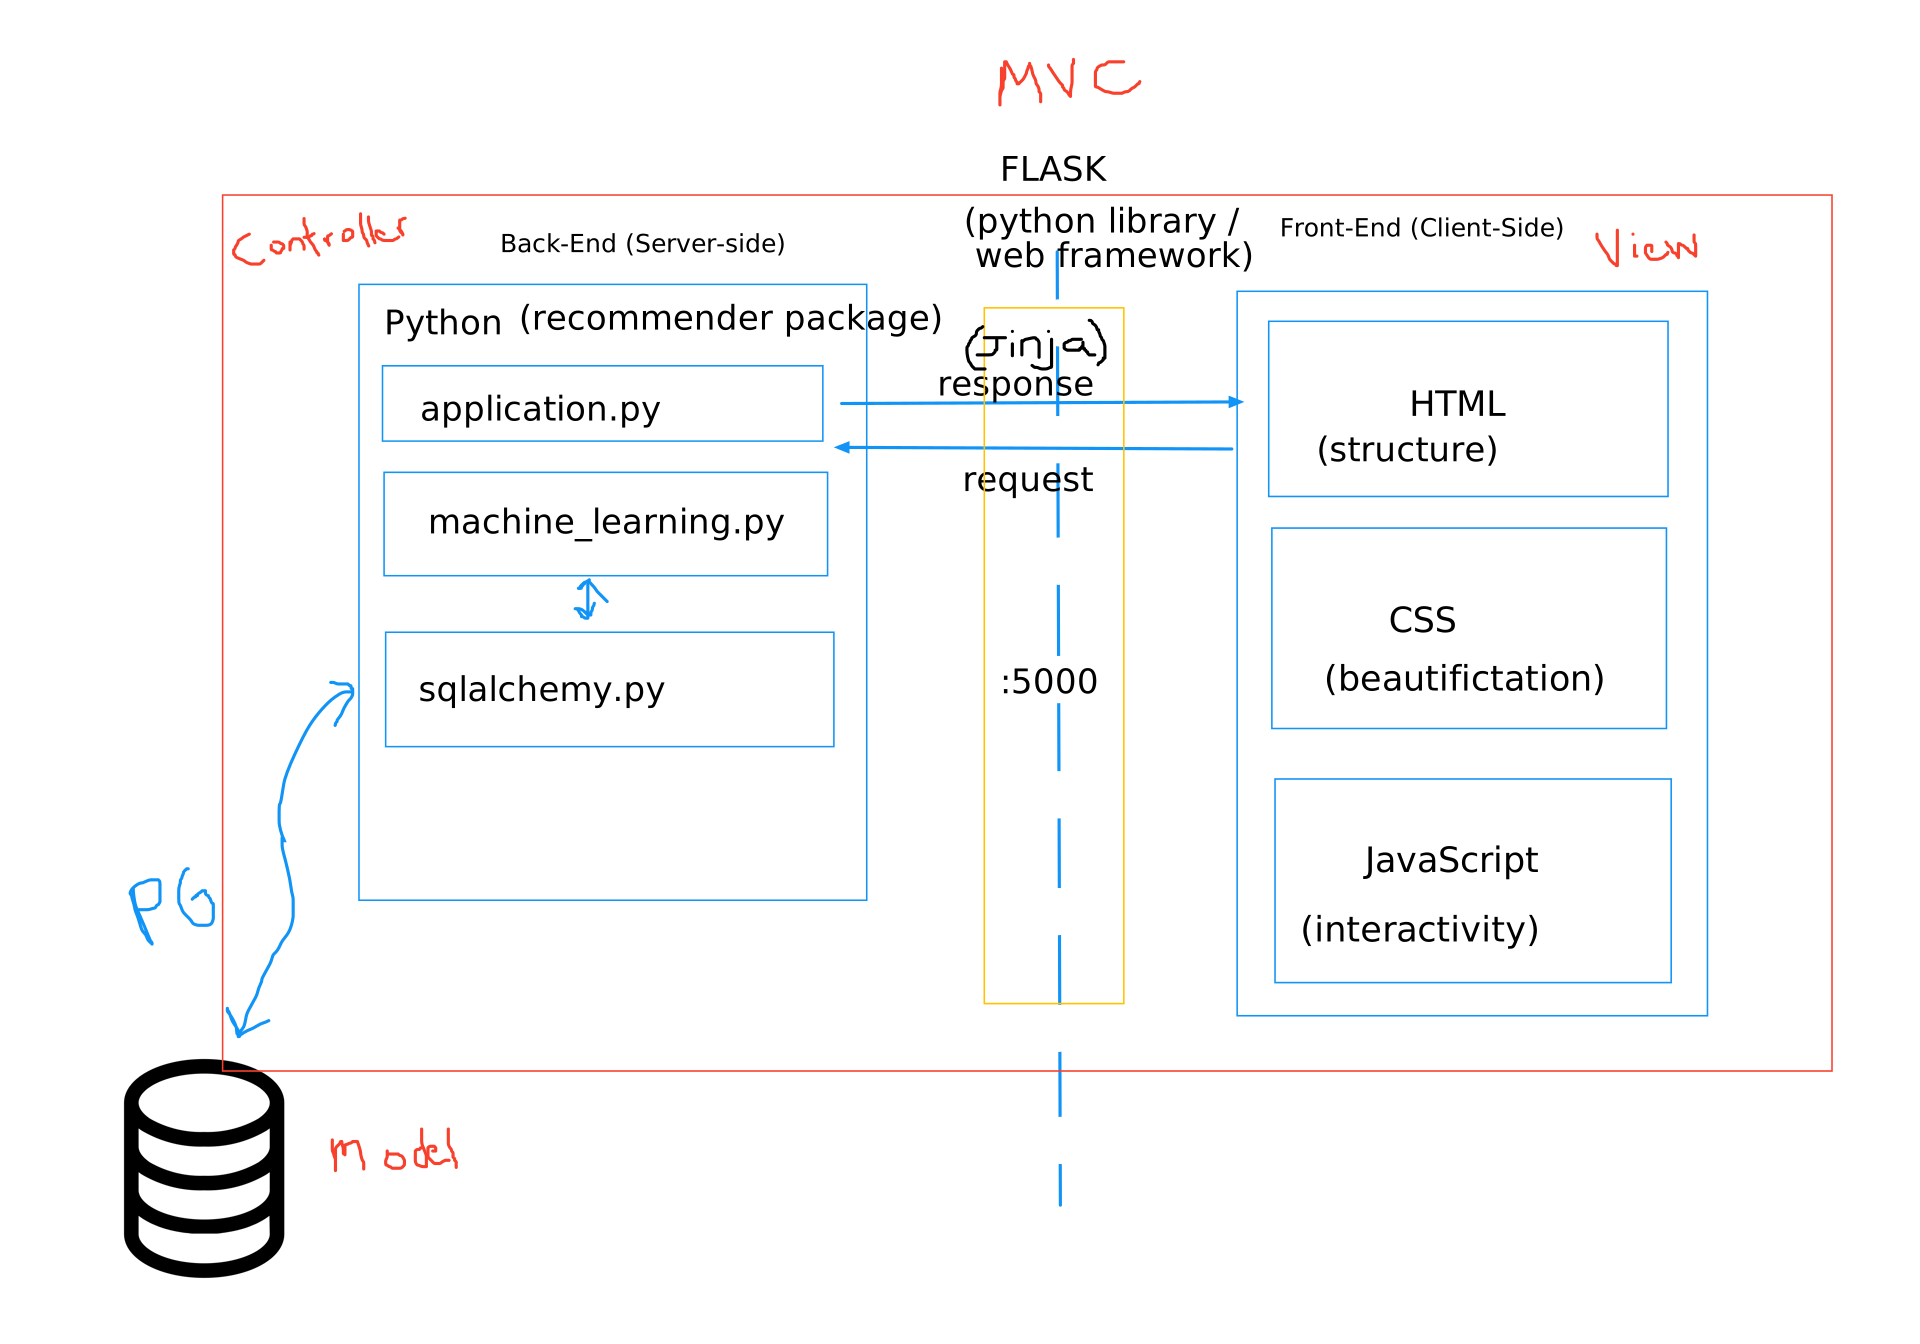 MVC
FLASK
(python library /
web framework)
Controller
Back-End (Server-side)
Front-End (Client-Side)
View
Python (recommender package)
(Jinja)
response
application.py
request
machine_learning.py
sqlalchemy.py
:5000
HTML
(structure)
CSS
(beautifictation)
JavaScript
(interactivity)
PG
Model